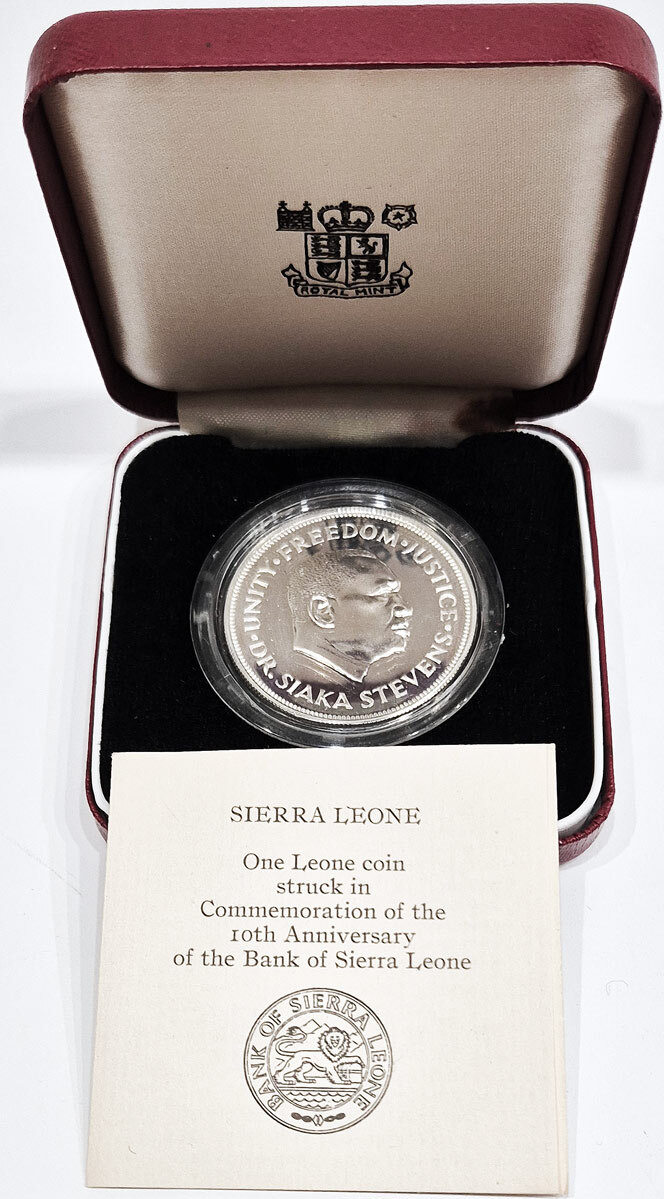 ROYAL MINT
UNITY · FREEDOM · JUSTICE ·
DR. SIAKA STEVENS
SIERRA LEONE
One Leone coin
struck in
Commemoration of the
10th Anniversary
of the Bank of Sierra Leone
BANK OF SIERRA LEONE